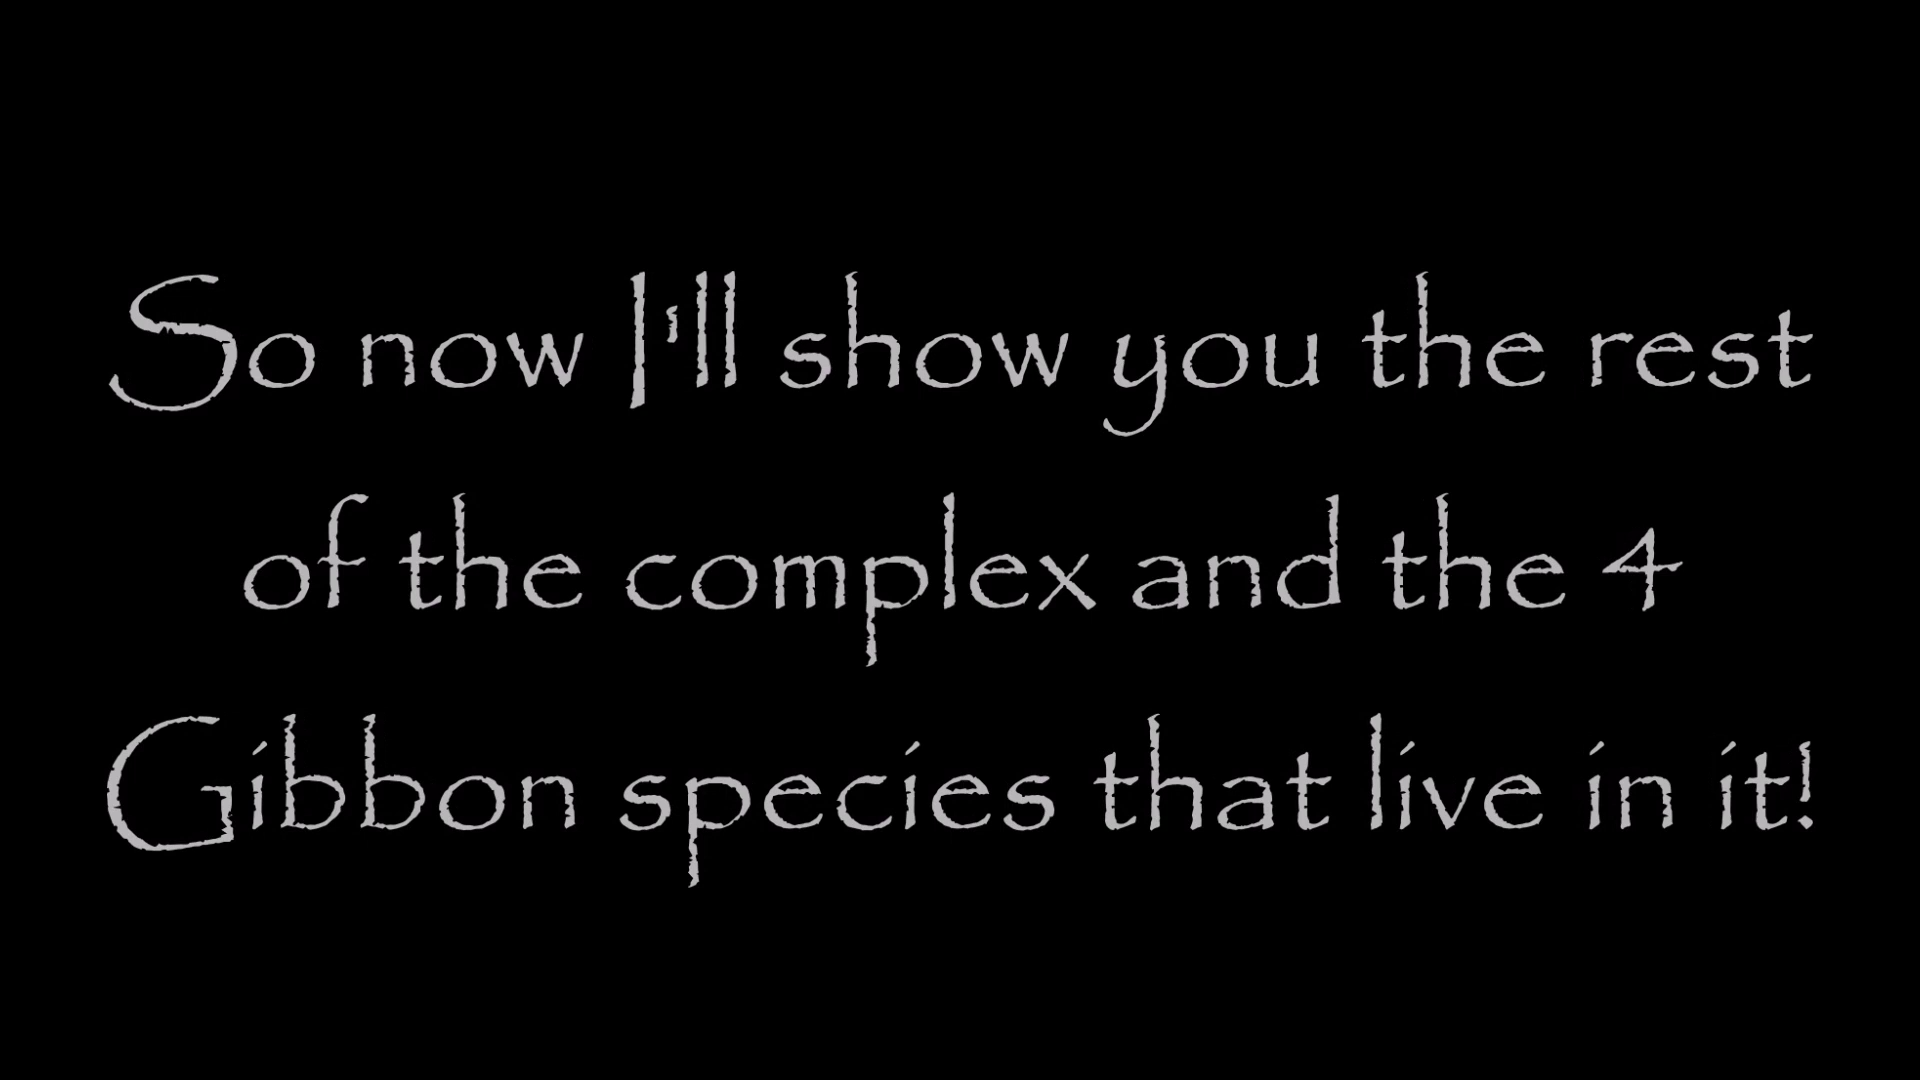 So now I'll show you the rest
of the complex and the 4
Gibbon species that live in it!